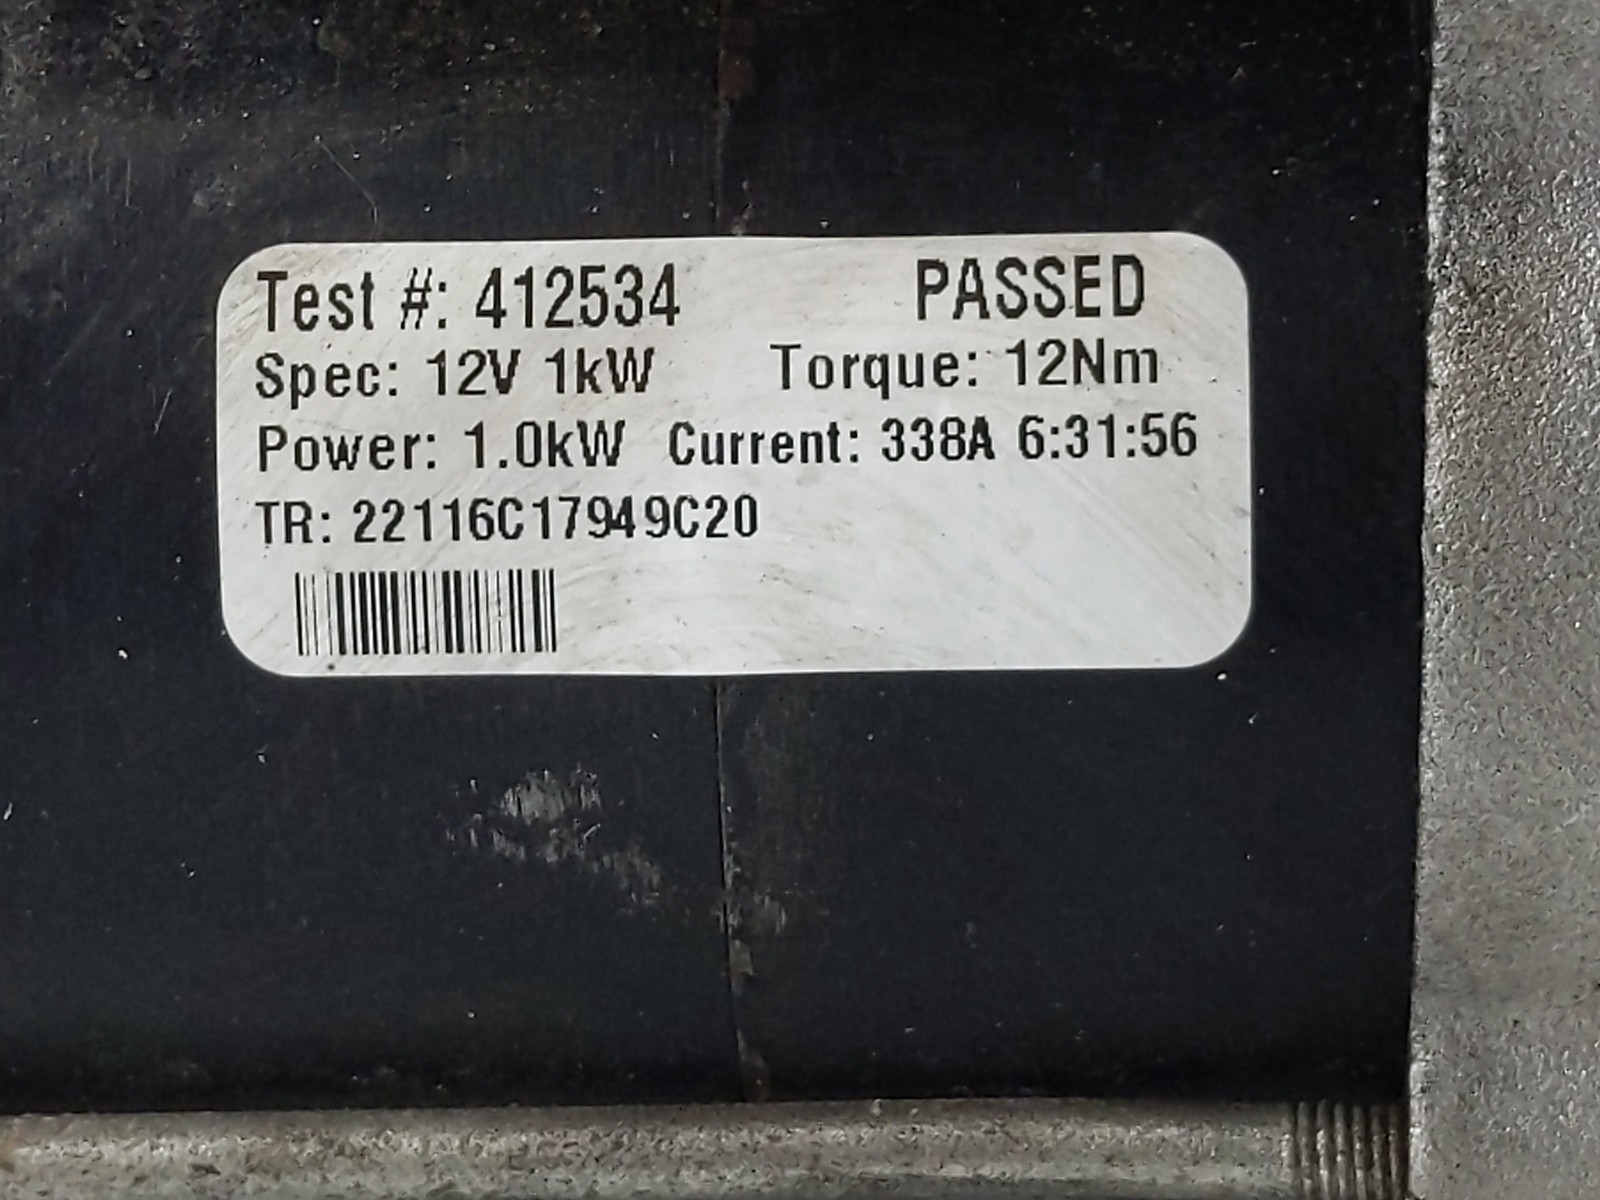 Test #: 412534 PASSED
Spec: 12V 1kW Torque: 12Nm
Power: 1.0kW Current: 338A 6:31:56
TR: 22116C17949C20